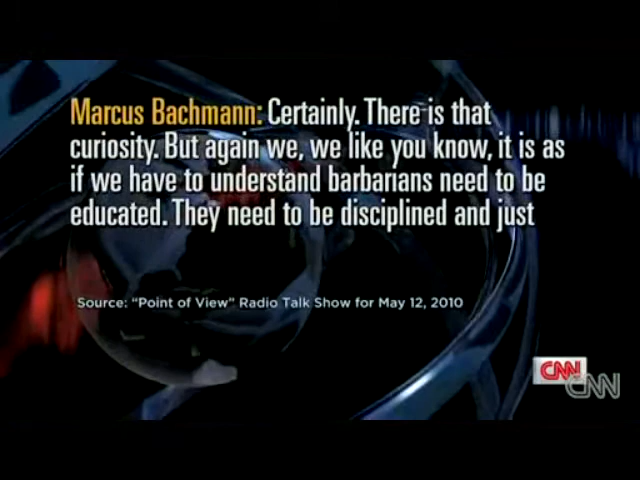 Marcus Bachmann: Certainly. There is that
curiosity. But again we, we like you know, it is as
if we have to understand barbarians need to be
educated. They need to be disciplined and just
Source: "Point of View" Radio Talk Show for May 12, 2010
CNN
CNN